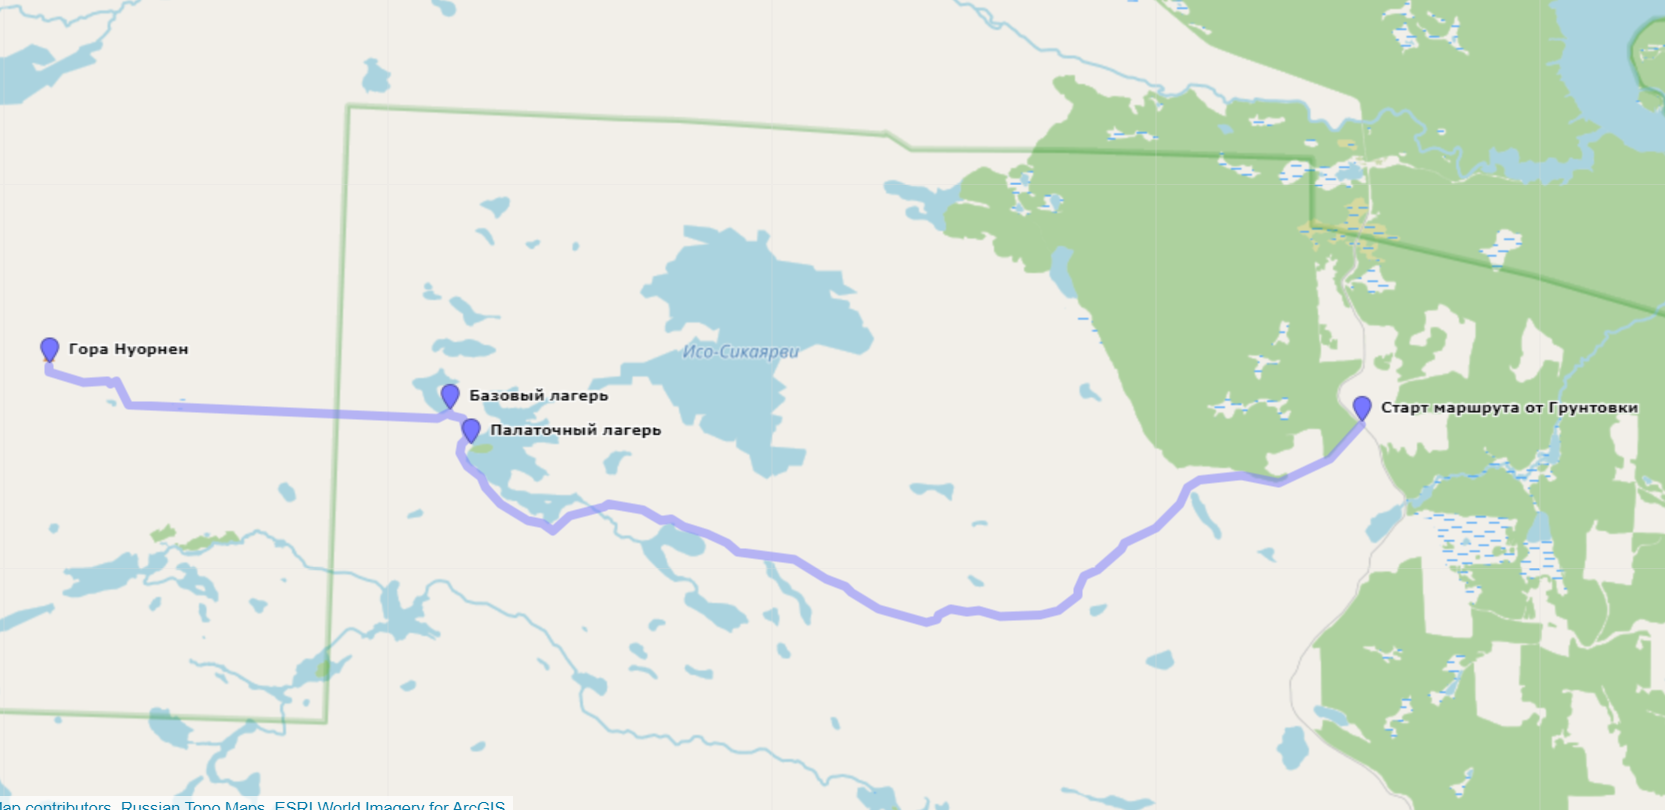 Гора Нуорнен
Исо-Сикаярви
Базовый лагерь
Старт маршрута от Грунтовки
Палаточный лагерь
Map contributors, Russian Topo Maps, ESRI World Imagery for ArcGIS